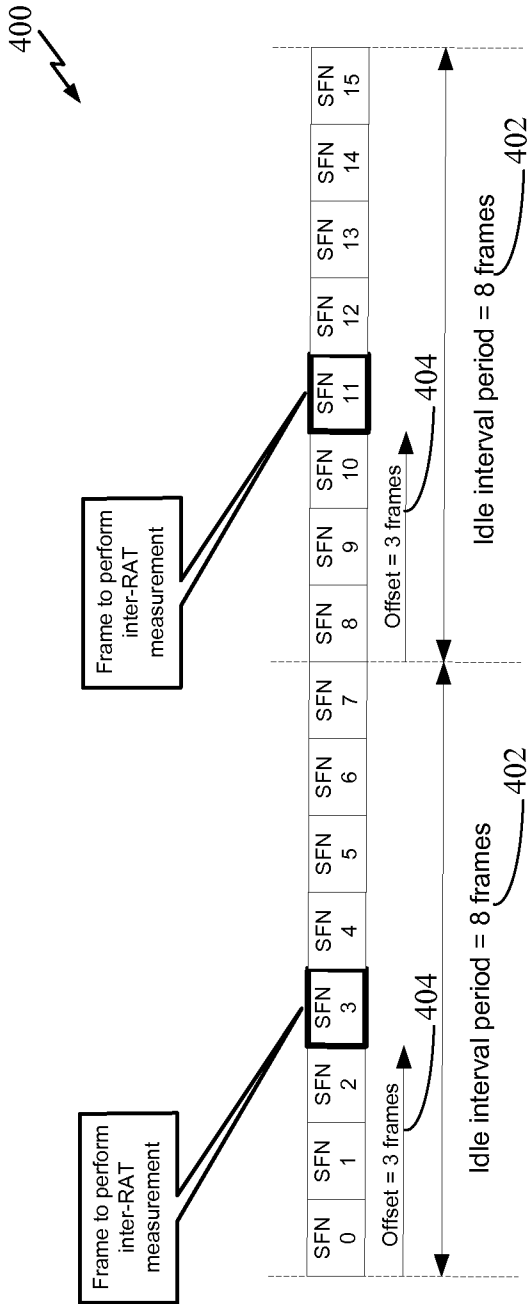 400
Frame to perform
inter-RAT
measurement
Frame to perform
inter-RAT
measurement
SFN
0
SFN
1
SFN
2
SFN
3
SFN
4
SFN
5
SFN
6
SFN
7
SFN
8
SFN
9
SFN
10
SFN
11
SFN
12
SFN
13
SFN
14
SFN
15
Offset = 3 frames
404
Offset = 3 frames
404
Idle interval period = 8 frames
402
Idle interval period = 8 frames
402